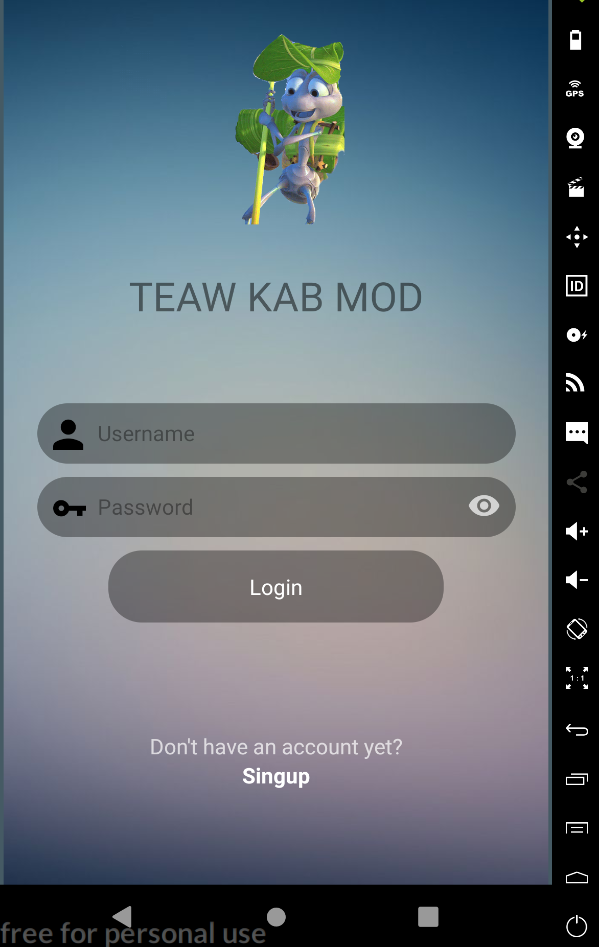 TEAW KAB MOD
Username
Password
Login
Don't have an account yet?
Singup
GPS
ID
1:1
free for personal use